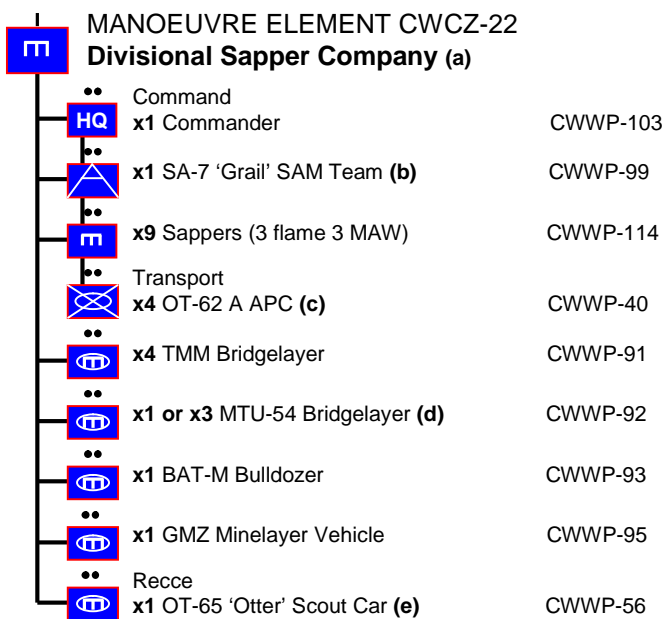 MANOEUVRE ELEMENT CWCZ-22
Divisional Sapper Company (a)
Command
HQ x1 Commander CWWP-103
x1 SA-7 ‘Grail’ SAM Team (b) CWWP-99
x9 Sappers (3 flame 3 MAW) CWWP-114
Transport
x4 OT-62 A APC (c) CWWP-40
x4 TMM Bridgelayer CWWP-91
x1 or x3 MTU-54 Bridgelayer (d) CWWP-92
x1 BAT-M Bulldozer CWWP-93
x1 GMZ Minelayer Vehicle CWWP-95
Recce
x1 OT-65 ‘Otter’ Scout Car (e) CWWP-56